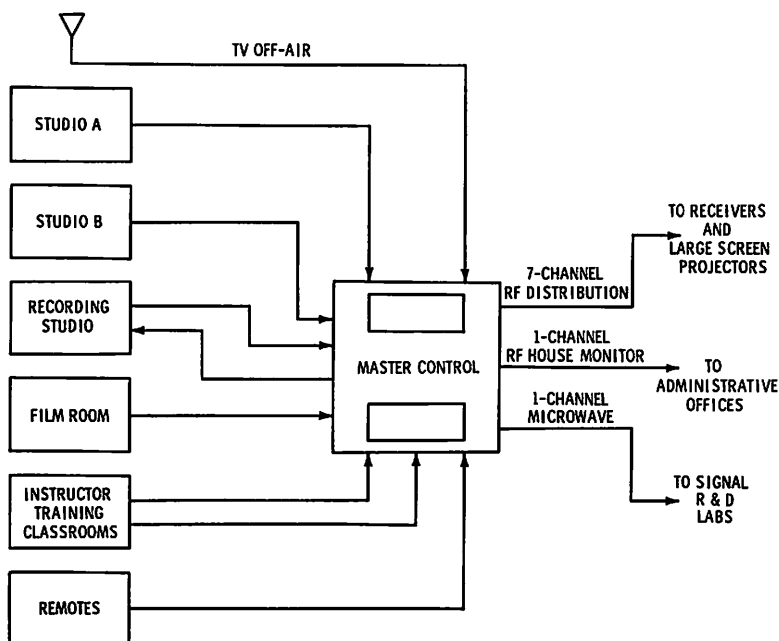 TV OFF-AIR
STUDIO A
STUDIO B
RECORDING
STUDIO
FILM ROOM
INSTRUCTOR
TRAINING
CLASSROOMS
REMOTES
MASTER CONTROL
7-CHANNEL
RF DISTRIBUTION
1-CHANNEL
RF HOUSE MONITOR
1-CHANNEL
MICROWAVE
TO RECEIVERS
AND
LARGE SCREEN
PROJECTORS
TO
ADMINISTRATIVE
OFFICES
TO SIGNAL
R & D
LABS